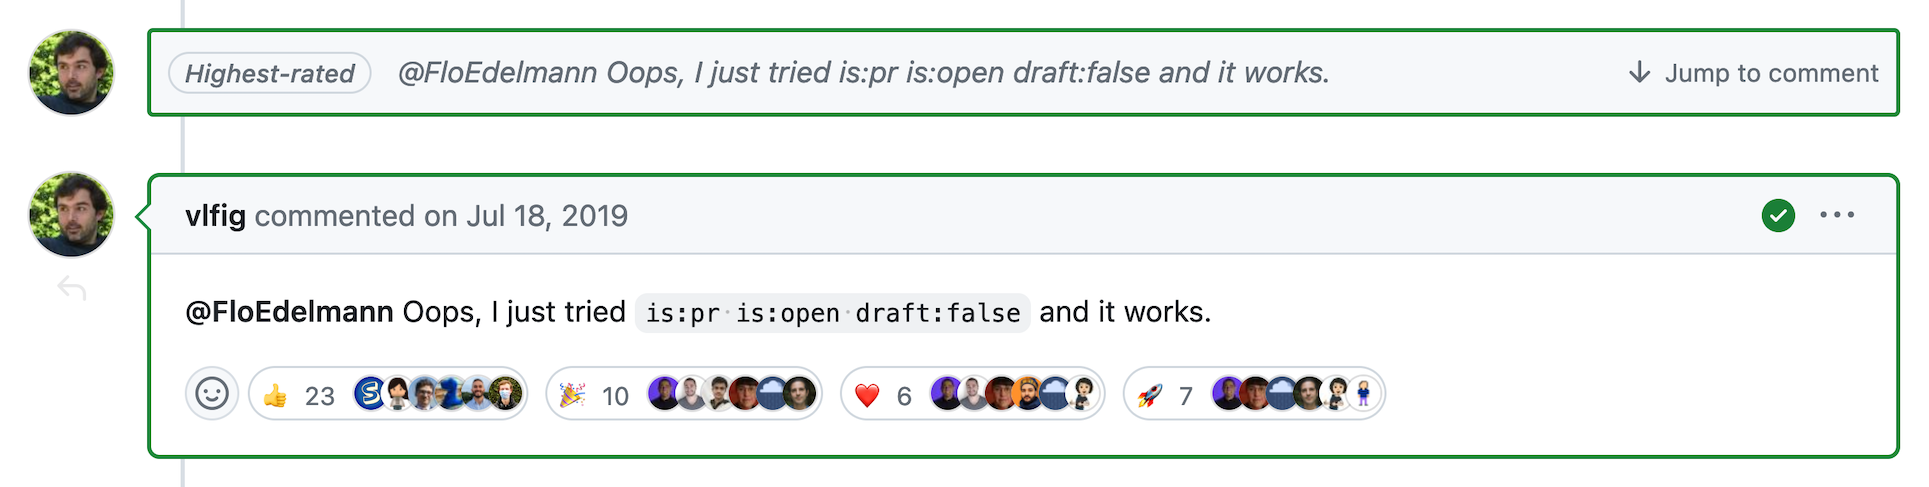 Highest-rated @FloEdelmann Oops, I just tried is:pr is:open draft:false and it works. Jump to comment
vlfig commented on Jul 18, 2019
@FloEdelmann Oops, I just tried is:pr is:open draft:false and it works.
23 10 6 7